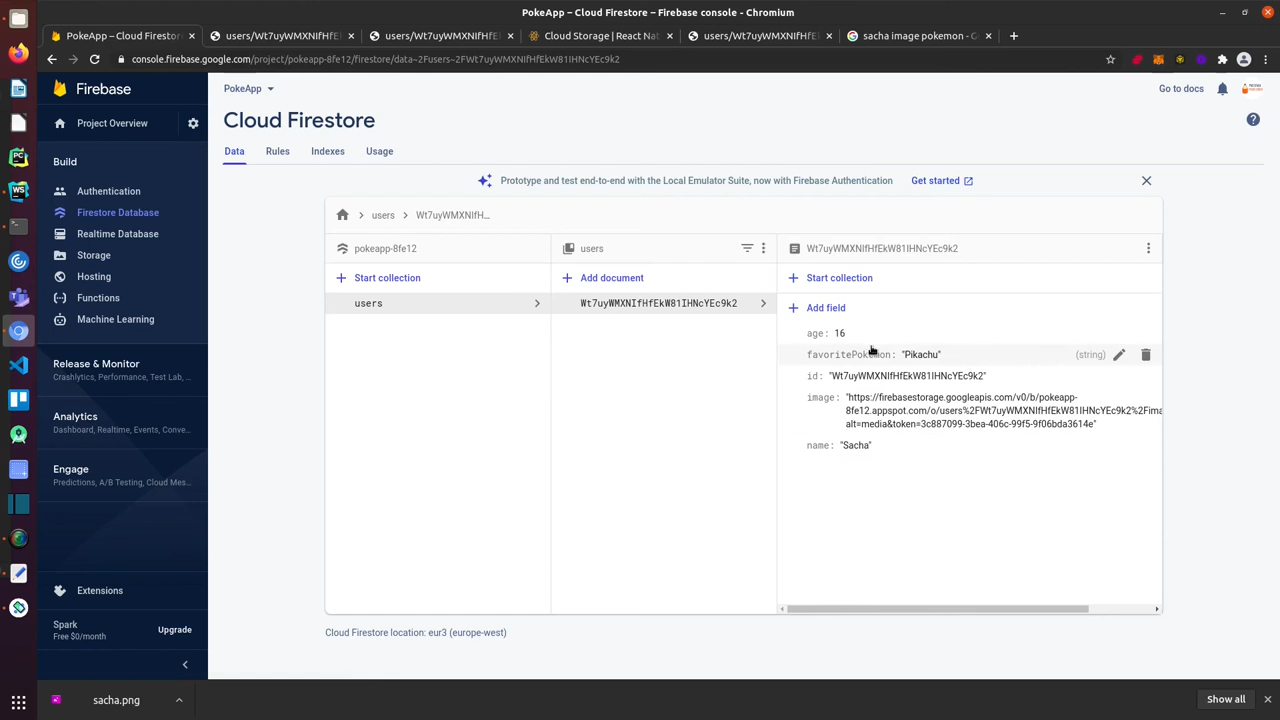 PokeApp – Cloud Firestore – Firebase console - Chromium
PokeApp – Cloud Firestor
users/Wt7uyWMXNIfHfE
users/Wt7uyWMXNIfHfE
Cloud Storage | React Nat
users/Wt7uyWMXNIfHfE
sacha image pokemon - G
console.firebase.google.com/project/pokeapp-8fe12/firestore/data~2Fusers~2FWt7uyWMXNIfHfEkW81IHNcYEc9k2
Firebase
PokeApp
Go to docs
Project Overview
Cloud Firestore
Data
Rules
Indexes
Usage
Build
Prototype and test end-to-end with the Local Emulator Suite, now with Firebase Authentication
Get started
Authentication
Firestore Database
Realtime Database
Storage
Hosting
Functions
Machine Learning
Release & Monitor
Crashlytics, Performance, Test Lab, ...
Analytics
Dashboard, Realtime, Events, Conve...
Engage
Predictions, A/B Testing, Cloud Mes...
Extensions
Spark
Free $0/month
Upgrade
users
Wt7uyWMXNIfH...
pokeapp-8fe12
users
Wt7uyWMXNIfHfEkW81IHNcYEc9k2
Start collection
Add document
Start collection
users
Wt7uyWMXNIfHfEkW81IHNcYEc9k2
Add field
age: 16
favoritePokemon: "Pikachu"
(string)
id: "Wt7uyWMXNIfHfEkW81IHNcYEc9k2"
image: "https://firebasestorage.googleapis.com/v0/b/pokeapp-
8fe12.appspot.com/o/users%2FWt7uyWMXNIfHfEkW81IHNcYEc9k2%2Fima
alt=media&token=3c887099-3bea-406c-99f5-9f06bda3614e"
name: "Sacha"
Cloud Firestore location: eur3 (europe-west)
sacha.png
Show all